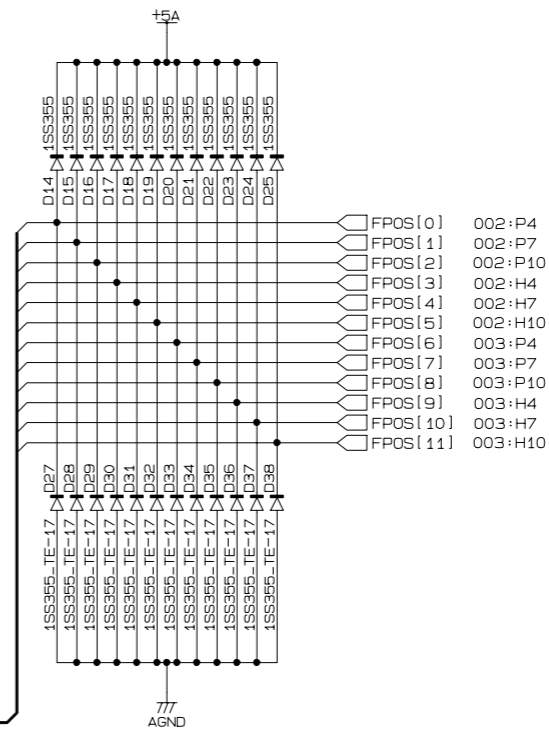 +5A
1SS355 1SS355 1SS355 1SS355 1SS355 1SS355 1SS355 1SS355 1SS355 1SS355 1SS355 1SS355
D14 D15 D16 D17 D18 D19 D20 D21 D22 D23 D24 D25
FPOS[0] 002:P4
FPOS[1] 002:P7
FPOS[2] 002:P10
FPOS[3] 002:H4
FPOS[4] 002:H7
FPOS[5] 002:H10
FPOS[6] 003:P4
FPOS[7] 003:P7
FPOS[8] 003:P10
FPOS[9] 003:H4
FPOS[10] 003:H7
FPOS[11] 003:H10
D27 D28 D29 D30 D31 D32 D33 D34 D35 D36 D37 D38
1SS355_TE-17 1SS355_TE-17 1SS355_TE-17 1SS355_TE-17 1SS355_TE-17 1SS355_TE-17 1SS355_TE-17 1SS355_TE-17 1SS355_TE-17 1SS355_TE-17 1SS355_TE-17 1SS355_TE-17
AGND